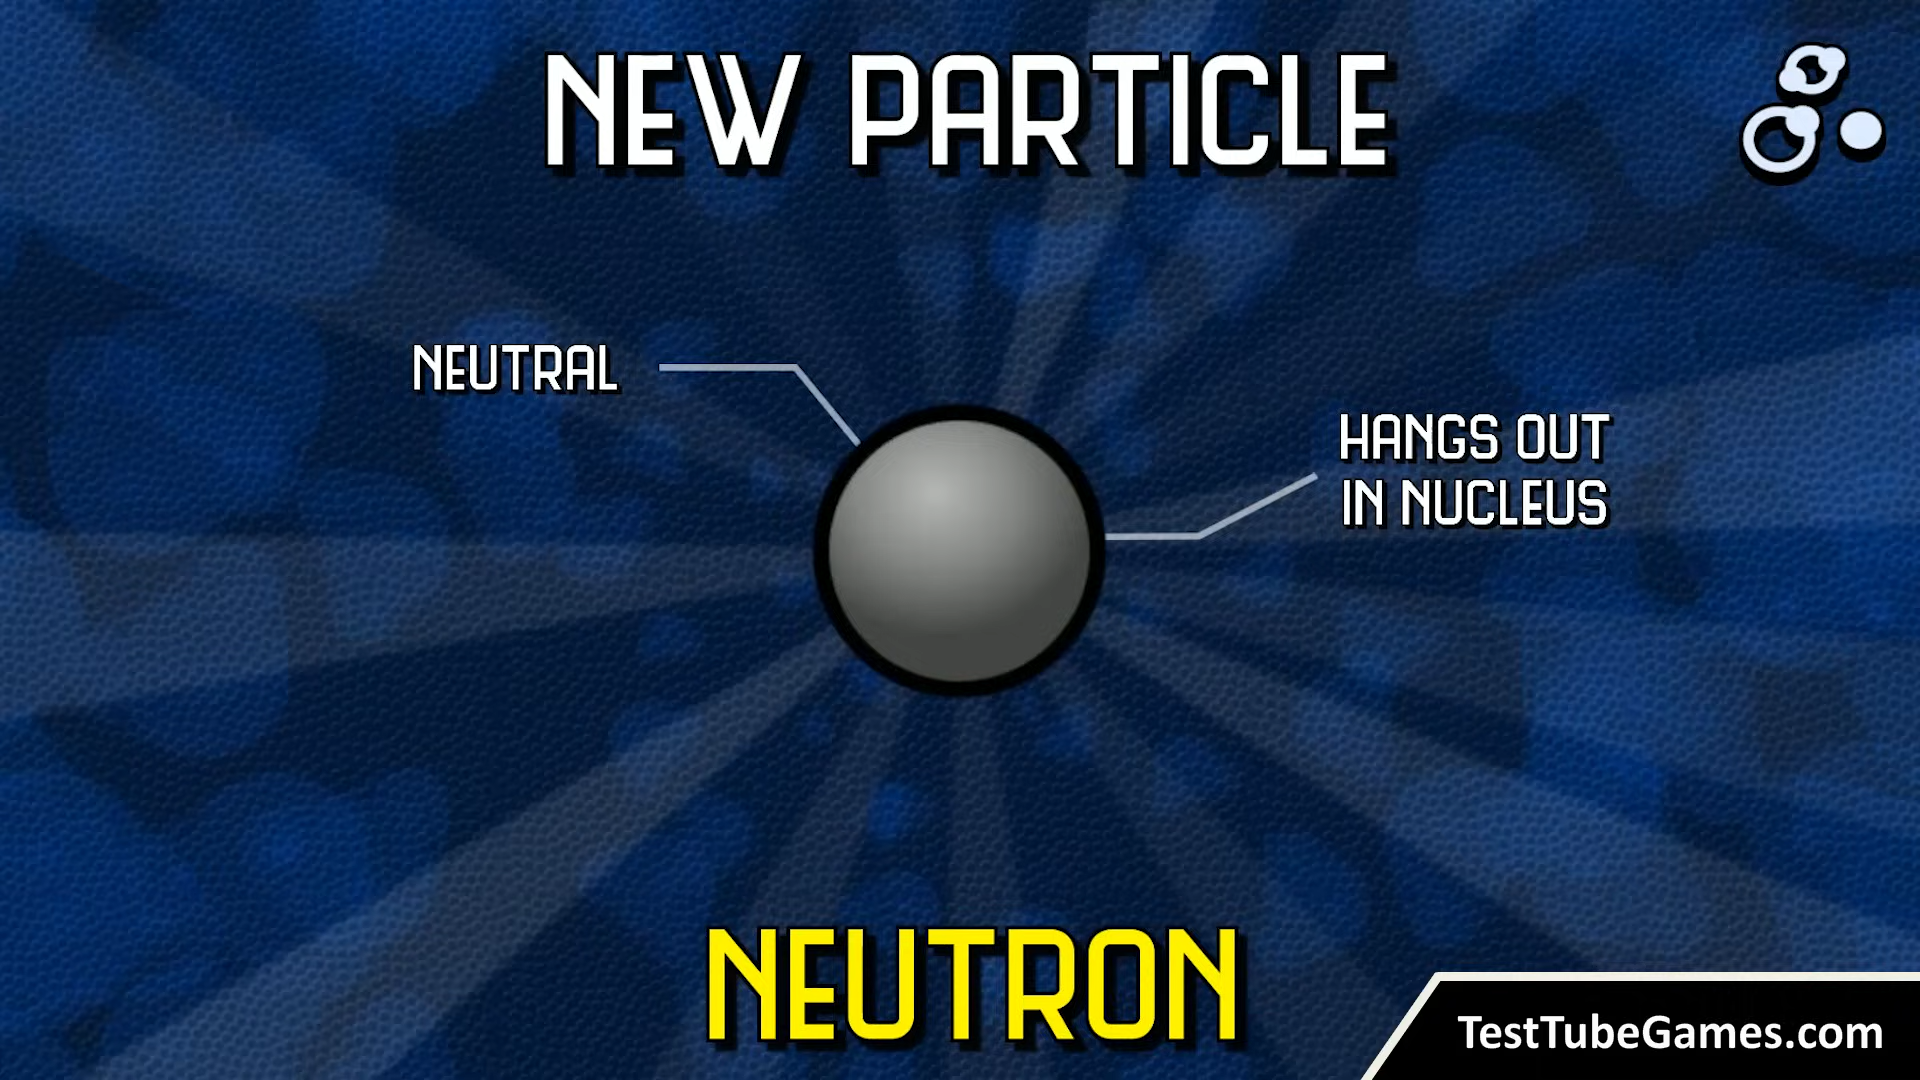 NEW PARTICLE
NEUTRAL
HANGS OUT
IN NUCLEUS
NEUTRON
TestTubeGames.com